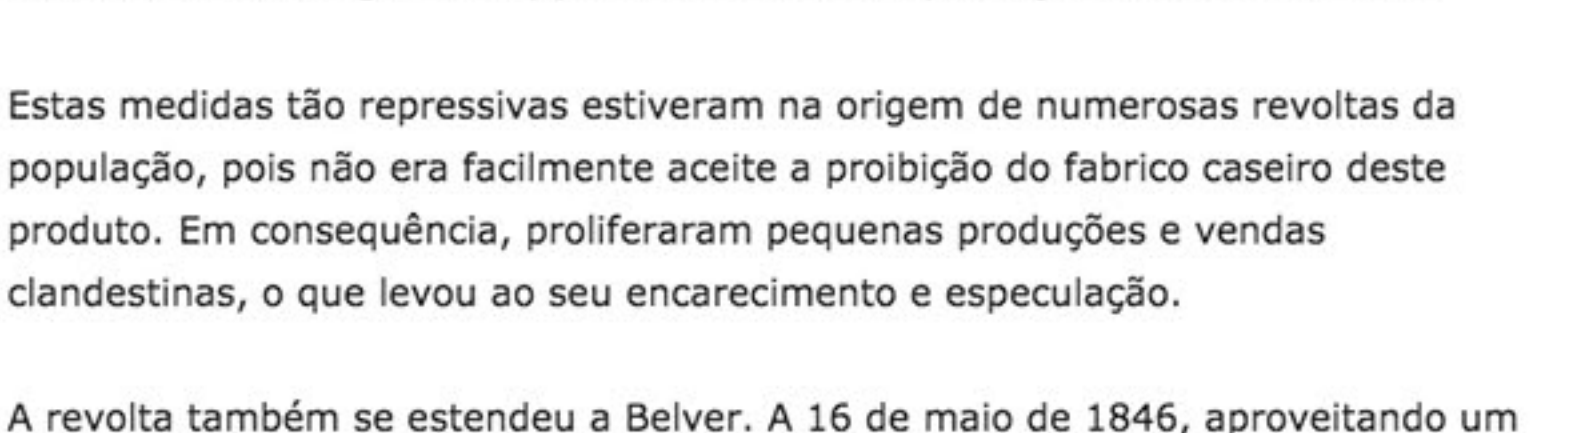 Estas medidas tão repressivas estiveram na origem de numerosas revoltas da
população, pois não era facilmente aceite a proibição do fabrico caseiro deste
produto. Em consequência, proliferaram pequenas produções e vendas
clandestinas, o que levou ao seu encarecimento e especulação.
A revolta também se estendeu a Belver. A 16 de maio de 1846, aproveitando um